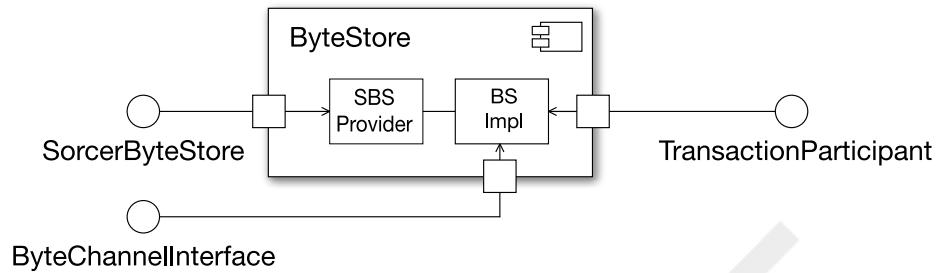 ByteStore
SBS
Provider
BS
Impl
SorcerByteStore
TransactionParticipant
ByteChannelInterface